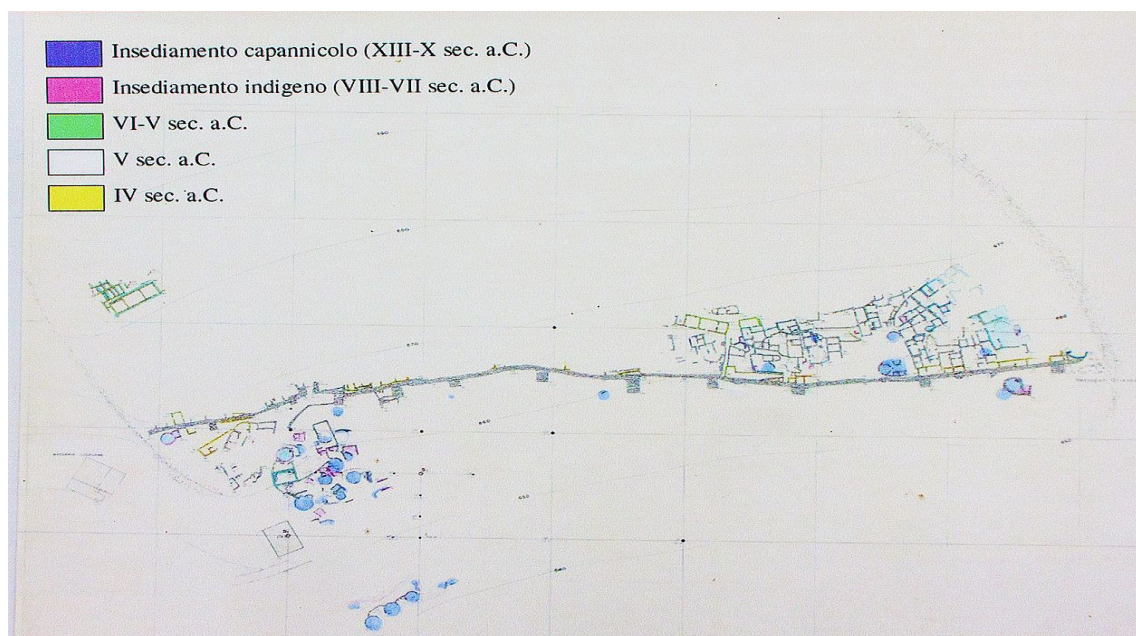 Insediamento capannicolo (XIII-X sec. a.C.)
Insediamento indigeno (VIII-VII sec. a.C.)
VI-V sec. a.C.
V sec. a.C.
IV sec. a.C.